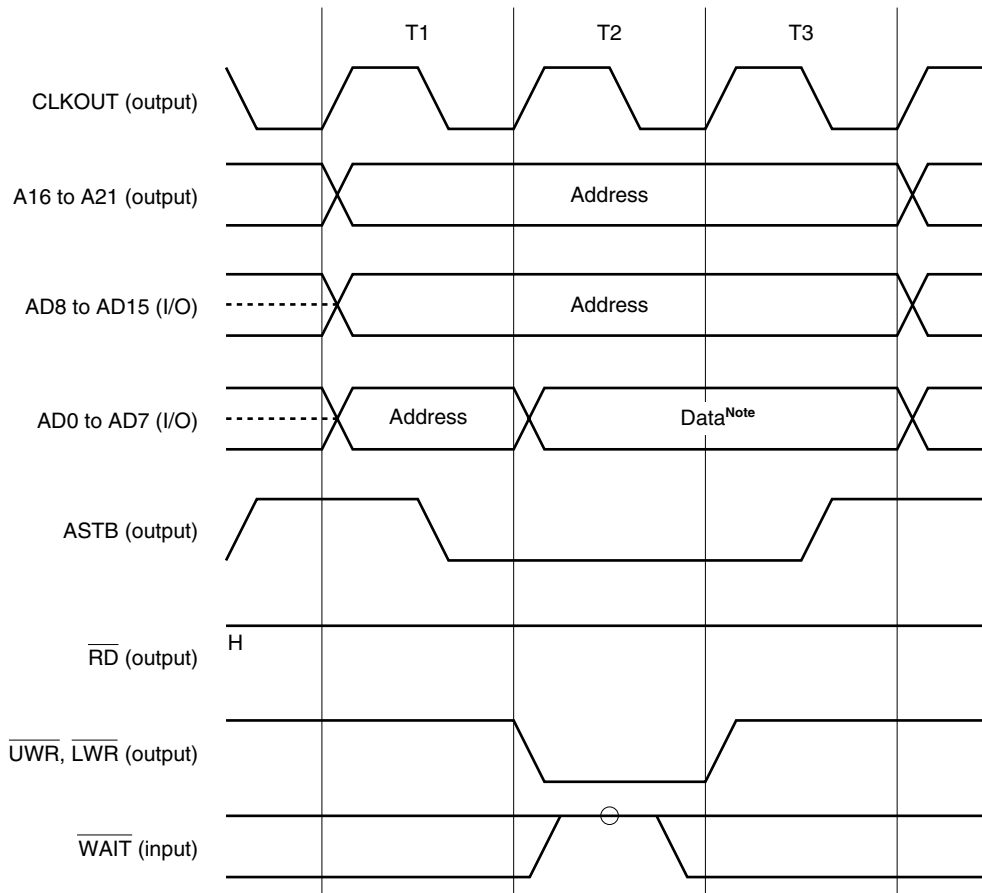 T1 T2 T3
CLKOUT (output)
A16 to A21 (output) Address
AD8 to AD15 (I/O) Address
AD0 to AD7 (I/O) Address DataNote
ASTB (output)
H
RD (output)
UWR, LWR (output)
WAIT (input)